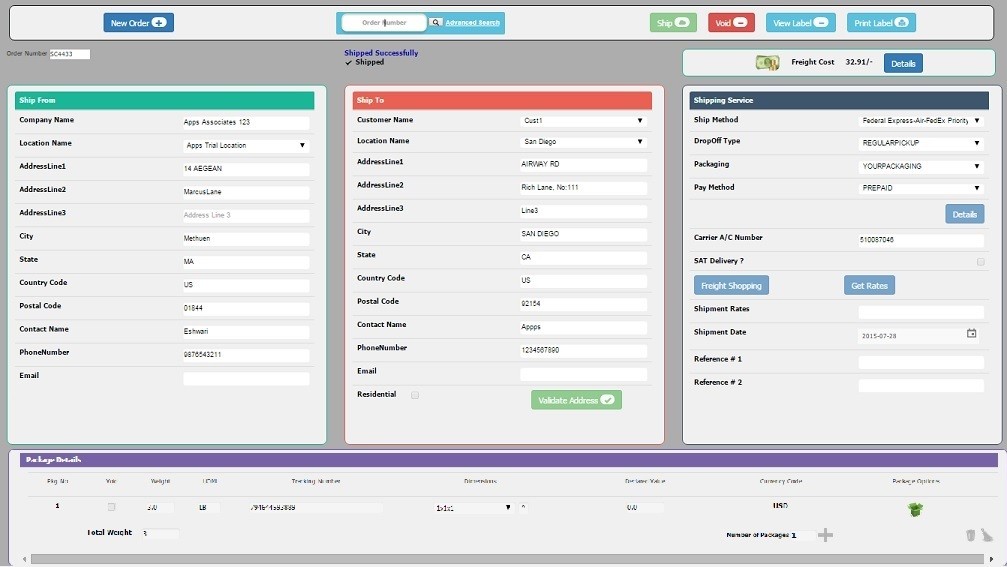 New Order
Order Number
Advanced Search
Ship
Void
View Label
Print Label
Order Number SC4433
Shipped Successfully
Shipped
Freight Cost 32.91/- Details
Ship From
Company Name Apps Associates 123
Location Name Apps Trial Location
AddressLine1 14 AEGEAN
AddressLine2 MarcusLane
AddressLine3 Address Line 3
City Methuen
State MA
Country Code US
Postal Code 01844
Contact Name Eshwari
PhoneNumber 9876543211
Email
Ship To
Customer Name Cust1
Location Name San Diego
AddressLine1 AIRWAY RD
AddressLine2 Rich Lane, No:111
AddressLine3 Line3
City SAN DIEGO
State CA
Country Code US
Postal Code 92154
Contact Name Appps
PhoneNumber 1234567890
Email
Residential
Validate Address
Shipping Service
Ship Method Federal Express-Air-FedEx Priority
DropOff Type REGULARPICKUP
Packaging YOURPACKAGING
Pay Method PREPAID
Details
Carrier A/C Number 510087046
SAT Delivery ?
Freight Shopping Get Rates
Shipment Rates
Shipment Date 2015-07-28
Reference # 1
Reference # 2
Package Details
Pkg No Void Weight UOM Tracking Number Dimensions Declared Value Currency Code Package Options
1 3.0 LB 794644593889 1x1x1 0.0 USD
Total Weight 3 Number of Packages 1